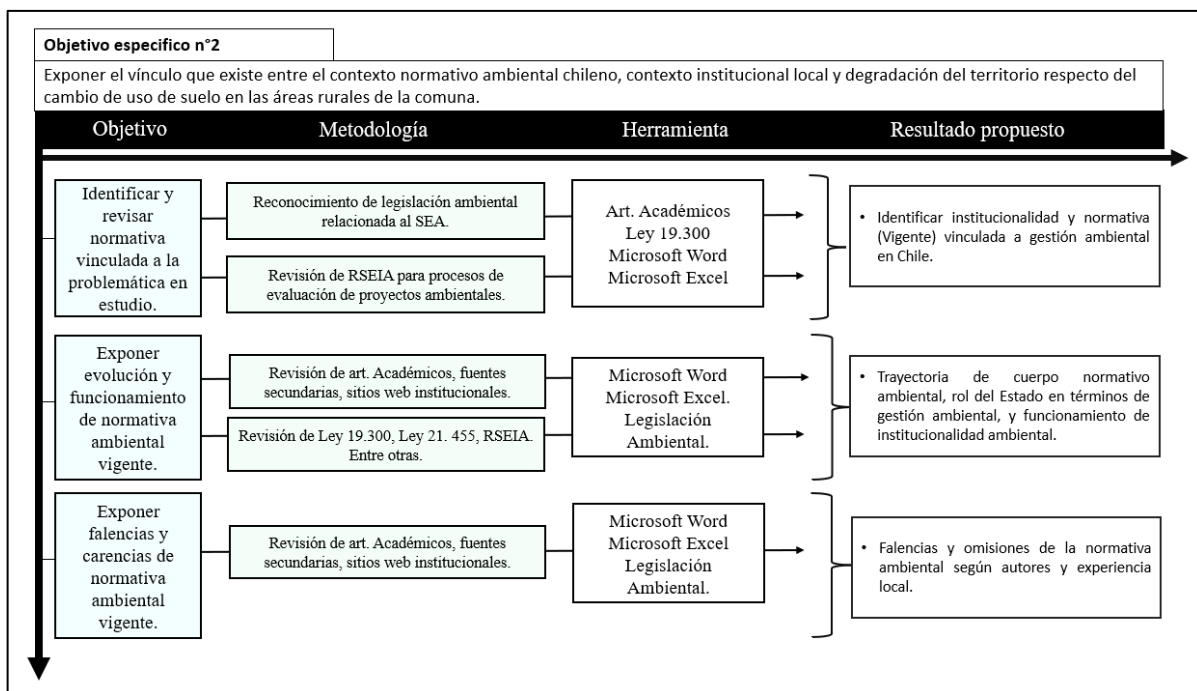 Objetivo especifico n°2
Exponer el vínculo que existe entre el contexto normativo ambiental chileno, contexto institucional local y degradación del territorio respecto del
cambio de uso de suelo en las áreas rurales de la comuna.
Objetivo
Metodología
Herramienta
Resultado propuesto
Identificar y
revisar
normativa
vinculada a la
problemática en
estudio.
Reconocimiento de legislación ambiental
relacionada al SEA.
Revisión de RSEIA para procesos de
evaluación de proyectos ambientales.
Art. Académicos
Ley 19.300
Microsoft Word
Microsoft Excel
• Identificar institucionalidad y normativa
(Vigente) vinculada a gestión ambiental
en Chile.
Exponer
evolución y
funcionamiento
de normativa
ambiental
vigente.
Revisión de art. Académicos, fuentes
secundarias, sitios web institucionales.
Revisión de Ley 19.300, Ley 21. 455, RSEIA.
Entre otras.
Microsoft Word
Microsoft Excel.
Legislación
Ambiental.
• Trayectoria de cuerpo normativo
ambiental, rol del Estado en términos de
gestión ambiental, y funcionamiento de
institucionalidad ambiental.
Exponer
falencias y
carencias de
normativa
ambiental
vigente.
Revisión de art. Académicos, fuentes
secundarias, sitios web institucionales.
Microsoft Word
Microsoft Excel
Legislación
Ambiental.
• Falencias y omisiones de la normativa
ambiental según autores y experiencia
local.